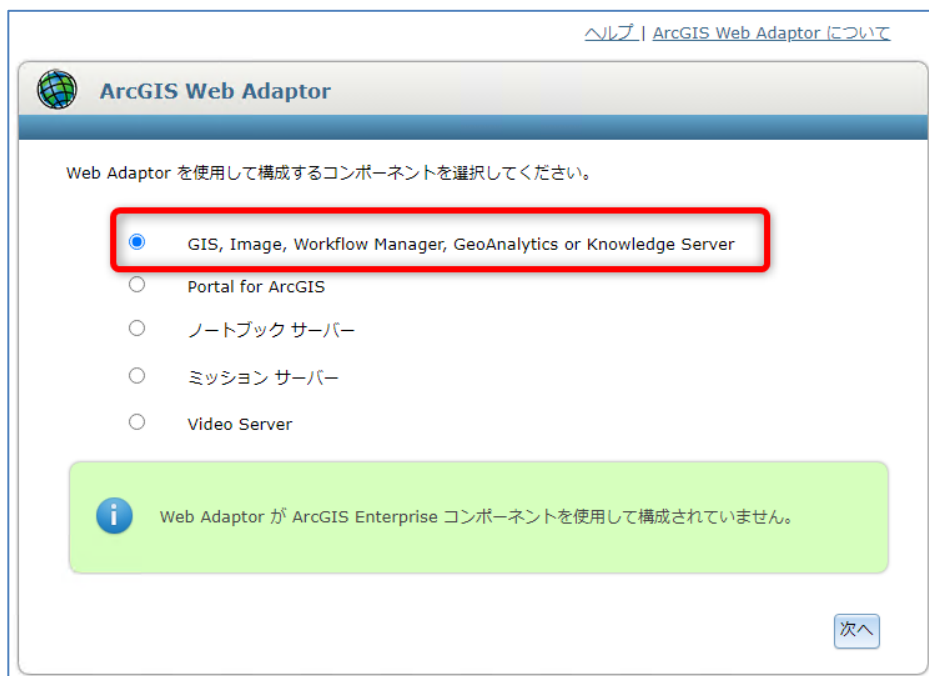 ヘルプ | ArcGIS Web Adaptor について
ArcGIS Web Adaptor
Web Adaptor を使用して構成するコンポーネントを選択してください。
GIS, Image, Workflow Manager, GeoAnalytics or Knowledge Server
Portal for ArcGIS
ノートブック サーバー
ミッション サーバー
Video Server
Web Adaptor が ArcGIS Enterprise コンポーネントを使用して構成されていません。
次へ